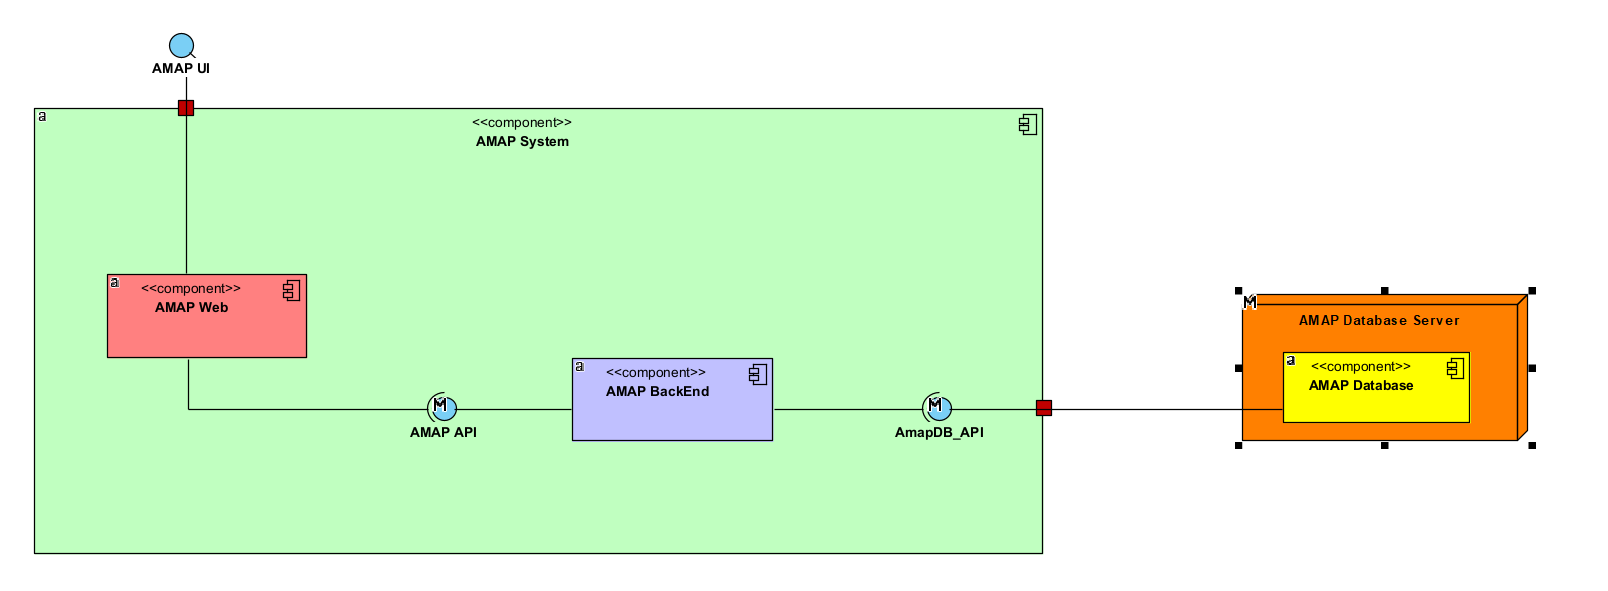 AMAP UI
a
<<component>>
AMAP System
a
<<component>>
AMAP Web
M
AMAP API
a
<<component>>
AMAP BackEnd
M
AmapDB_API
M
AMAP Database Server
a
<<component>>
AMAP Database